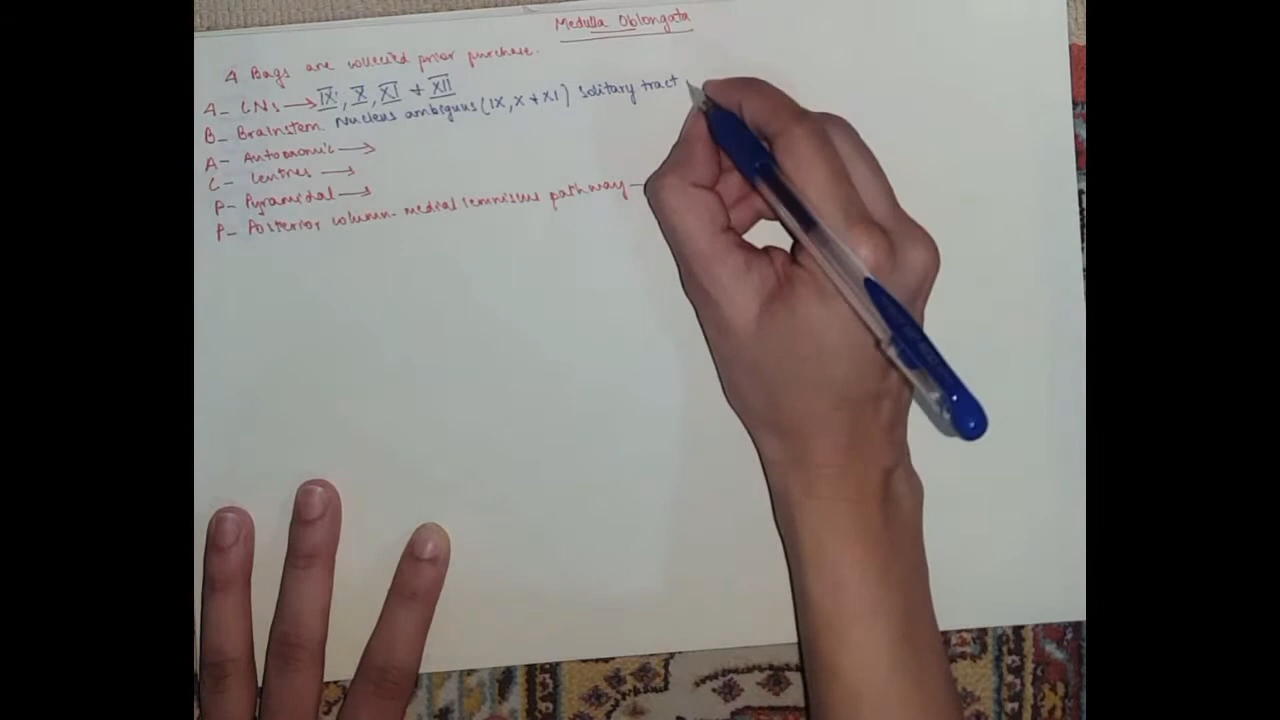 Medulla Oblongata
4 Bags are collected prior purchase.
4- CNs → IX, X, XI + XII
B- Brainstem. Nucleus ambiguus (IX, X + XI) solitary tract
A- Autonomic →
C- Centres →
P- Pyramidal →
P- Posterior column- medial lemniscus pathway-